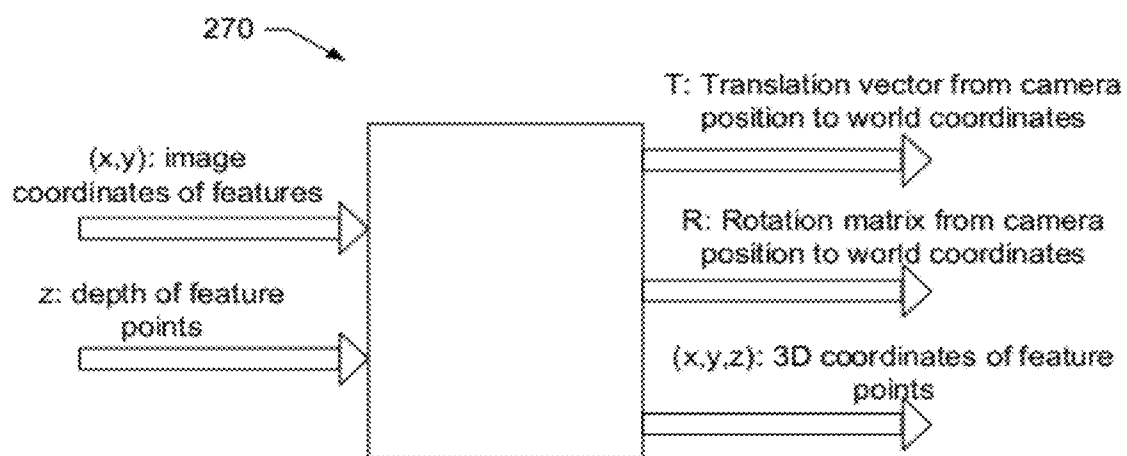 270
(x,y): image
coordinates of features
z: depth of feature
points
T: Translation vector from camera
position to world coordinates
R: Rotation matrix from camera
position to world coordinates
(x,y,z): 3D coordinates of feature
points